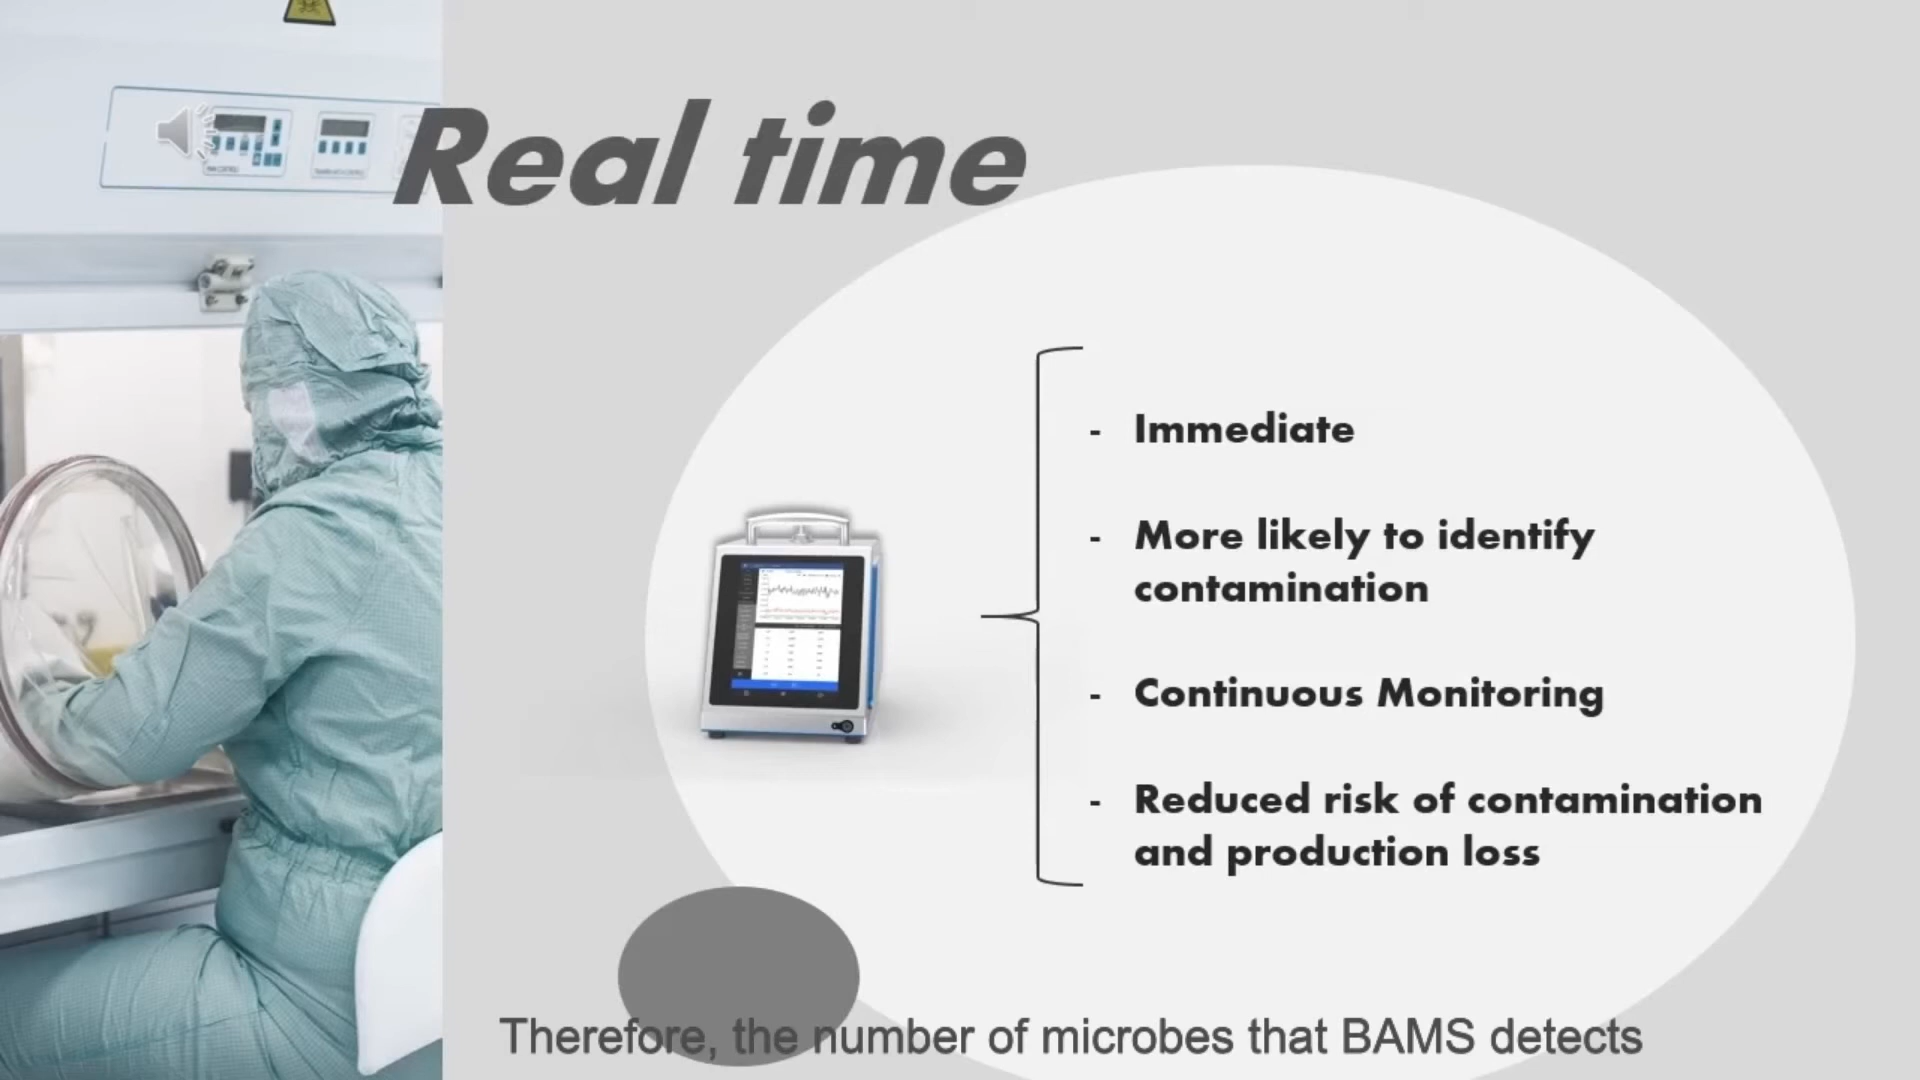 Real time
- Immediate
- More likely to identify
contamination
- Continuous Monitoring
- Reduced risk of contamination
and production loss
Therefore, the number of microbes that BAMS detects